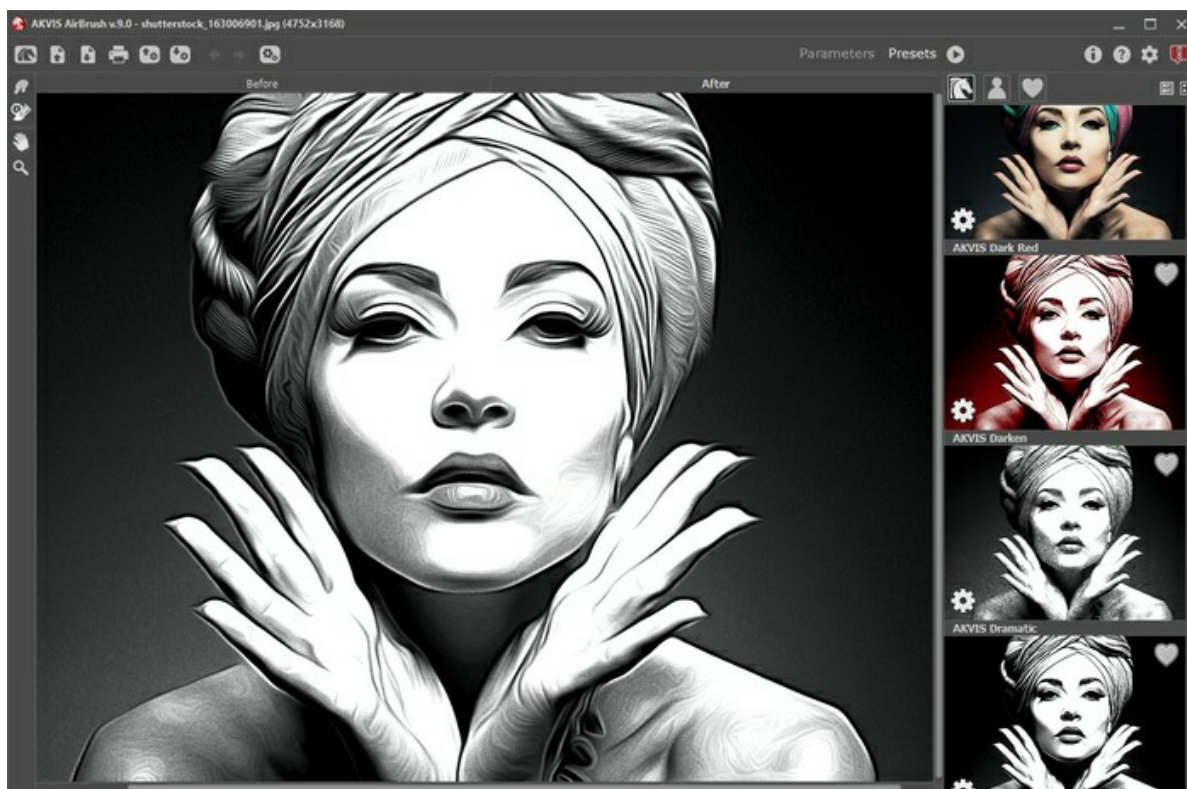 AKVIS AirBrush v.9.0 - shutterstock_163006901.jpg (4752x3168)
Parameters Presets
Before After
AKVIS Dark Red
AKVIS Darken
AKVIS Dramatic